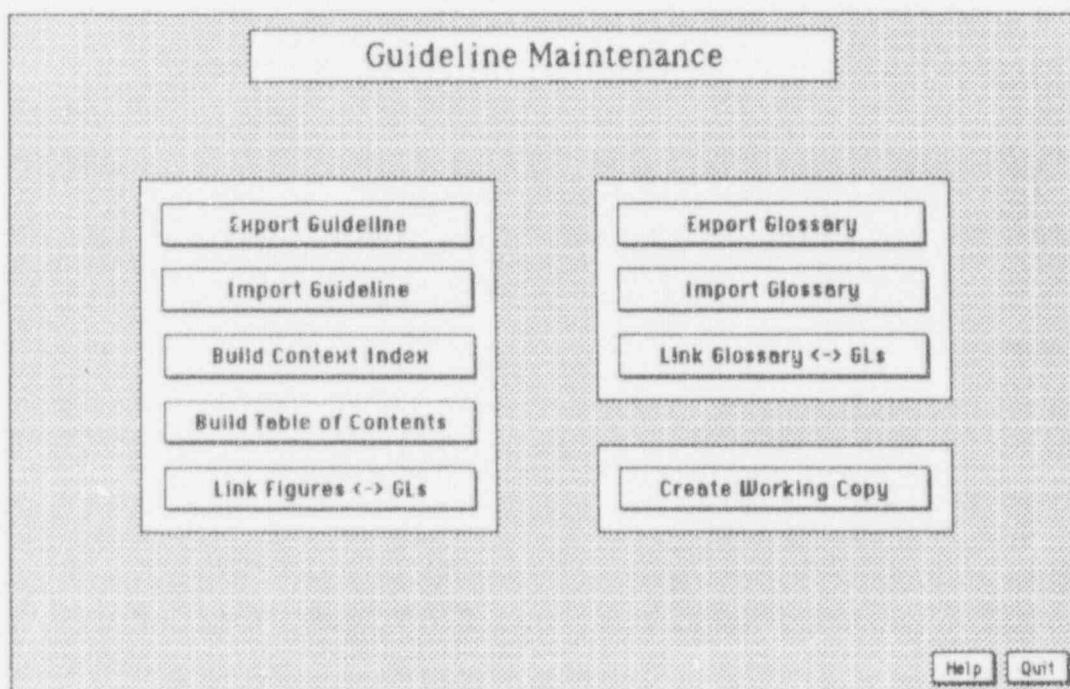 Guideline Maintenance
Export Guideline
Import Guideline
Build Context Index
Build Table of Contents
Link Figures <-> GLs
Export Glossary
Import Glossary
Link Glossary <-> GLs
Create Working Copy
Help
Quit